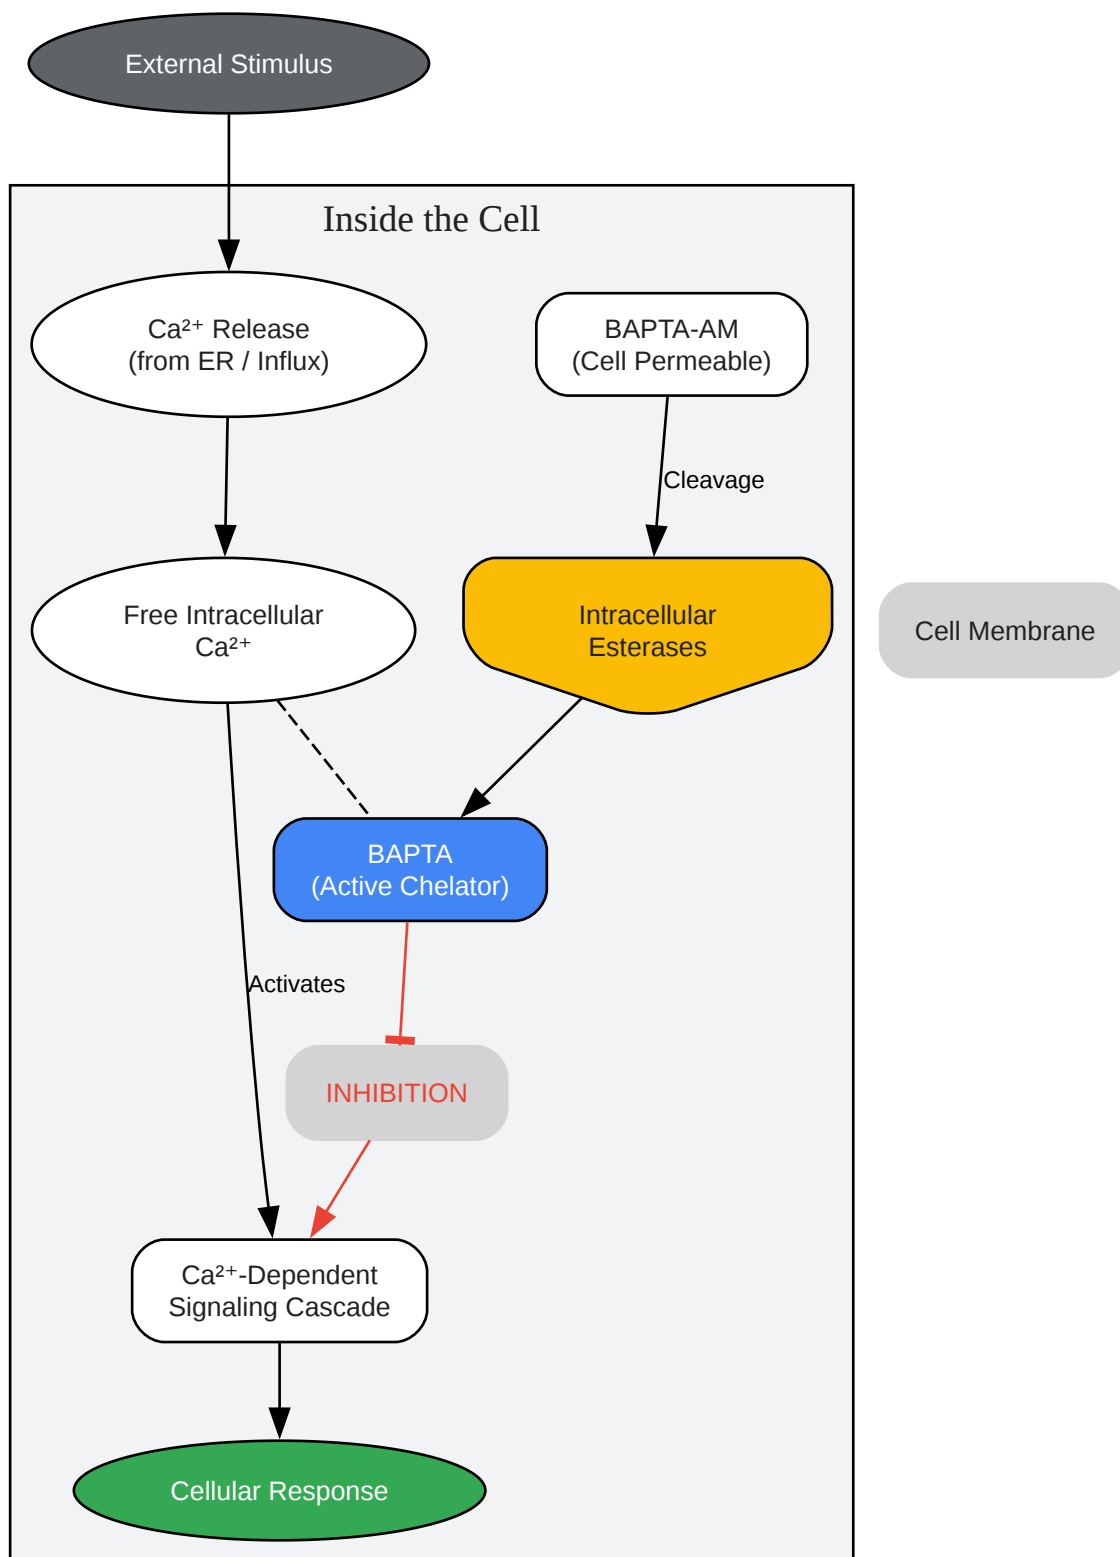 External Stimulus
Inside the Cell
Ca²⁺ Release
(from ER / Influx)
BAPTA-AM
(Cell Permeable)
Cleavage
Free Intracellular
Ca²⁺
Intracellular
Esterases
Cell Membrane
BAPTA
(Active Chelator)
Activates
INHIBITION
Ca²⁺-Dependent
Signaling Cascade
Cellular Response